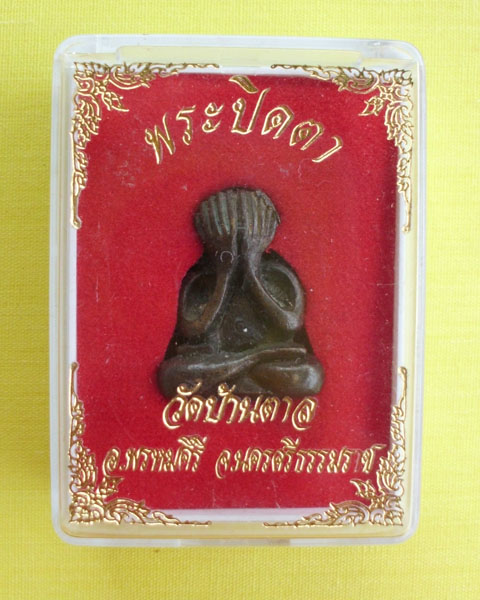 พระปิดตา
วัดบ้านตาล
อ.พรหมคีรี จ.นครศรีธรรมราช